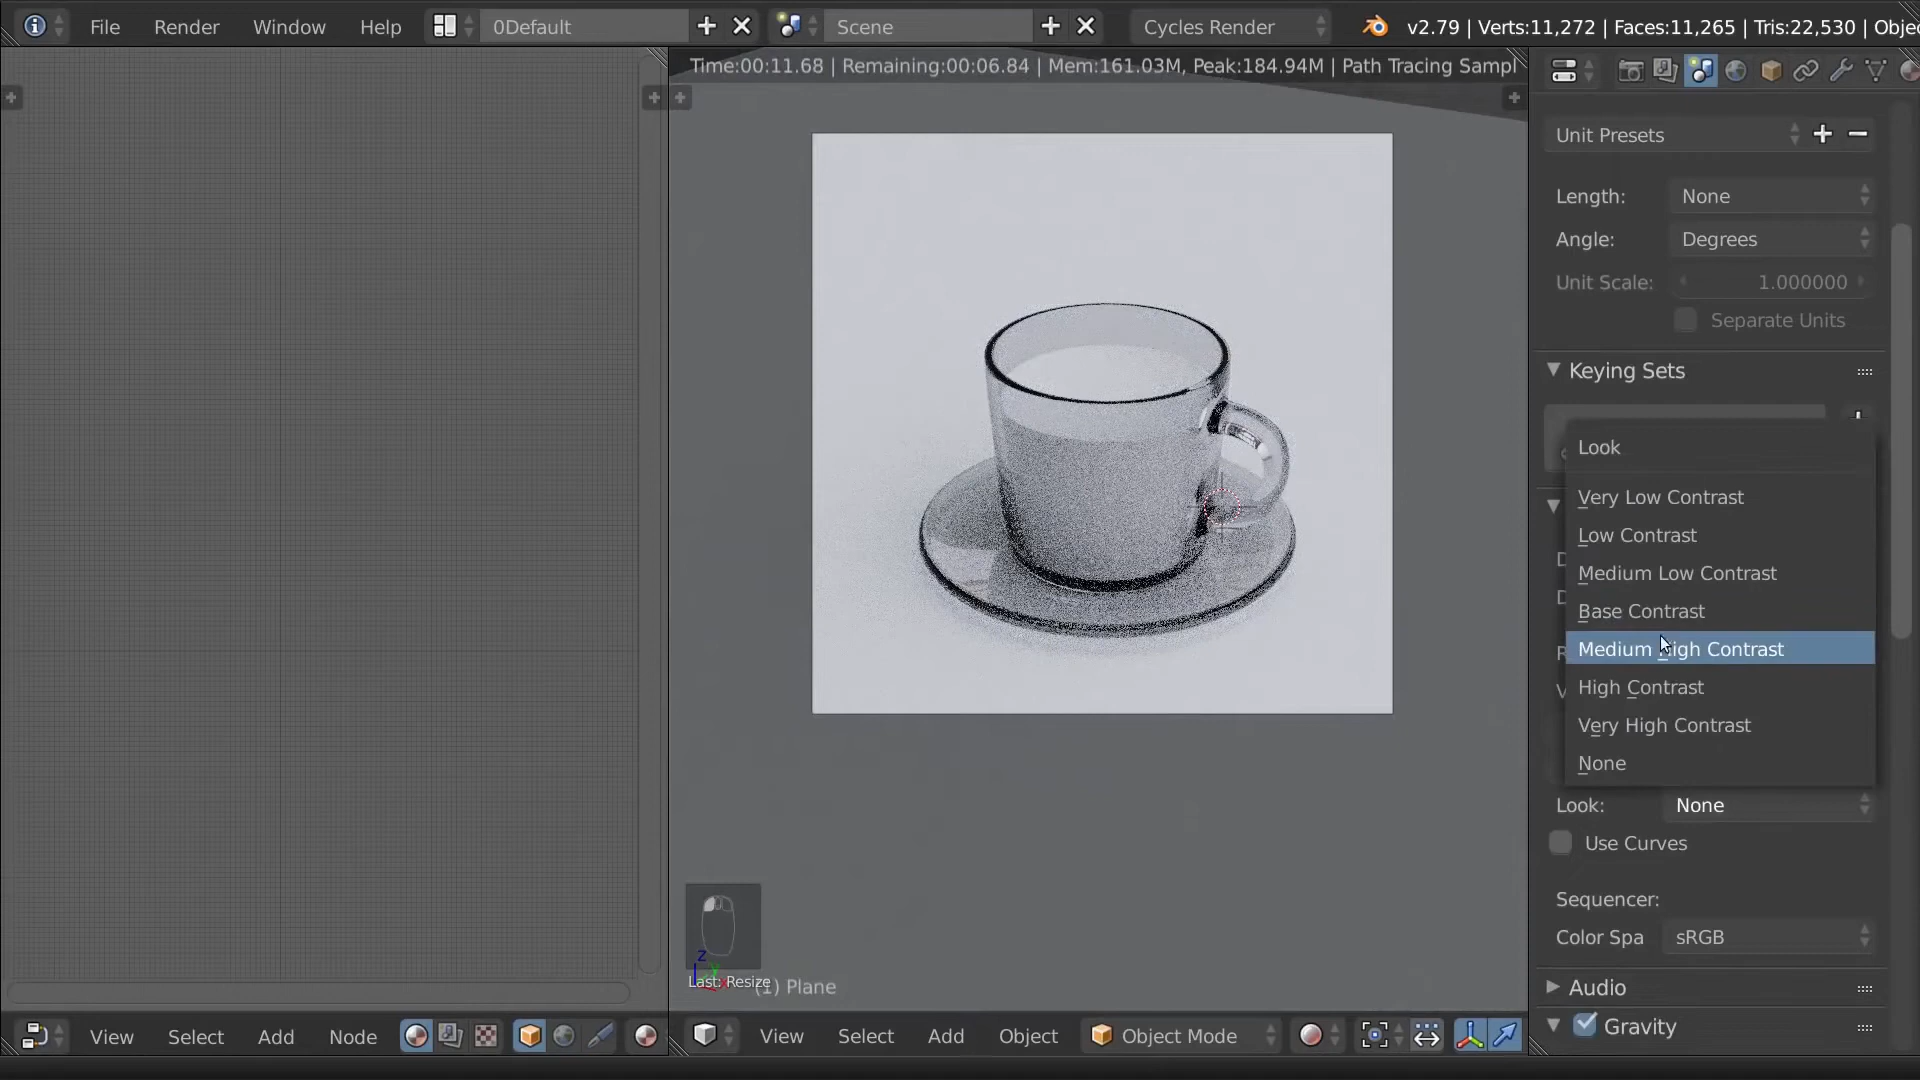 File Render Window Help 0Default Scene Cycles Render v2.79 | Verts:11,272 | Faces:11,265 | Tris:22,530 | Obje
Time:00:11.68 | Remaining:00:06.84 | Mem:161.03M, Peak:184.94M | Path Tracing Sampl
Unit Presets
Length: None
Angle: Degrees
Unit Scale: 1.000000
Separate Units
Keying Sets
Look
Very Low Contrast
Low Contrast
Medium Low Contrast
Base Contrast
Medium High Contrast
High Contrast
Very High Contrast
None
Look: None
Use Curves
Sequencer:
Color Spa sRGB
Audio
Gravity
Z
Last: Resize
(1) Plane
View Select Add Node
View Select Add Object Object Mode